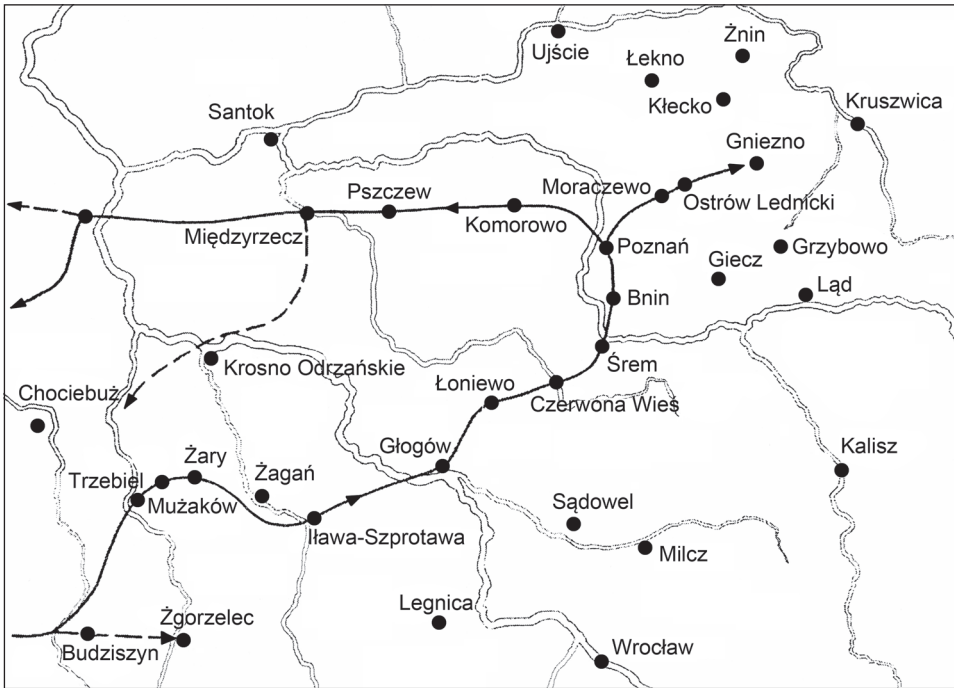 Ujście
Żnin
Łekno
Kłecko
Kruszwica
Santok
Gniezno
Moraczewo
Ostrów Lednicki
Pszczew
Komorowo
Międzyrzecz
Poznań
Grzybowo
Giecz
Ląd
Bnin
Śrem
Krosno Odrzańskie
Chociebuż
Łoniewo
Czerwona Wieś
Głogów
Kalisz
Żary
Trzebiel
Żagań
Mużaków
Sądowel
Iława-Szprotawa
Milcz
Legnica
Żgorzelec
Budziszyn
Wrocław